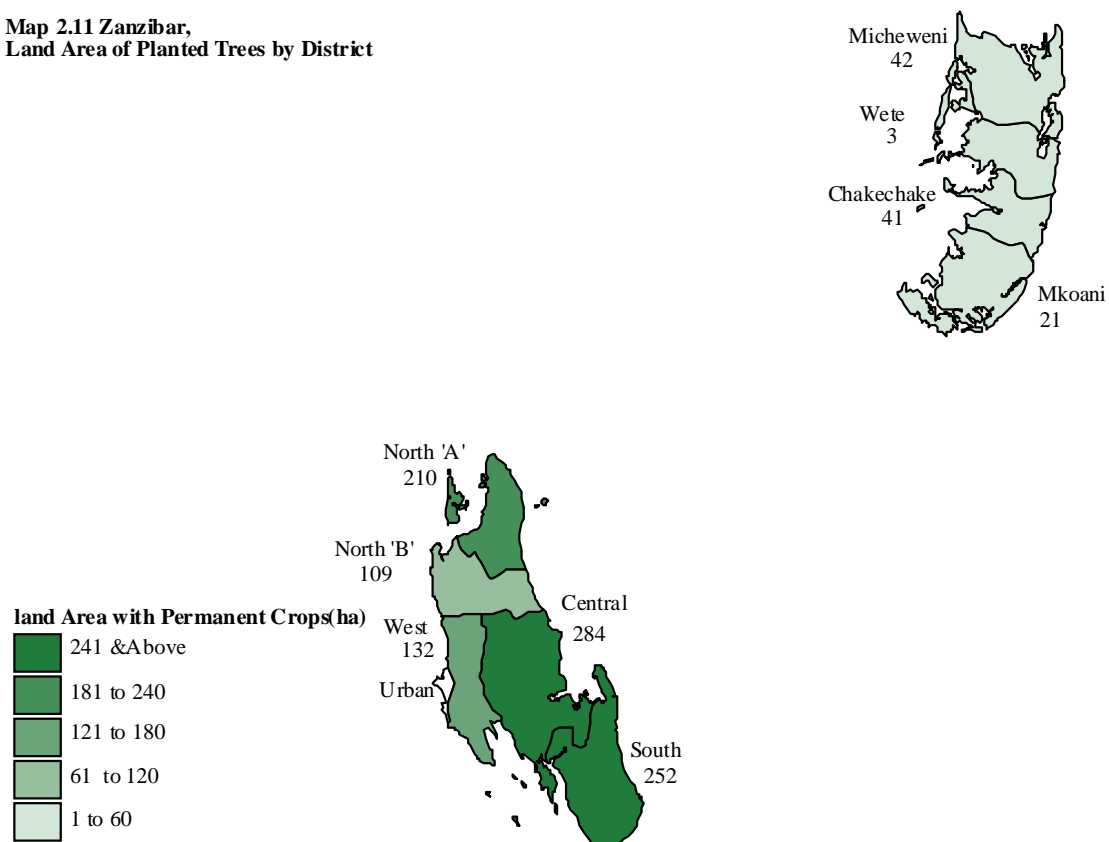 Map 2.11 Zanzibar,
Land Area of Planted Trees by District
Micheweni
42
Wete
3
Chakechake
41
Mkoani
21
North 'A'
210
North 'B'
109
Central
284
West
132
Urban
South
252
land Area with Permanent Crops(ha)
241 &Above
181 to 240
121 to 180
61 to 120
1 to 60